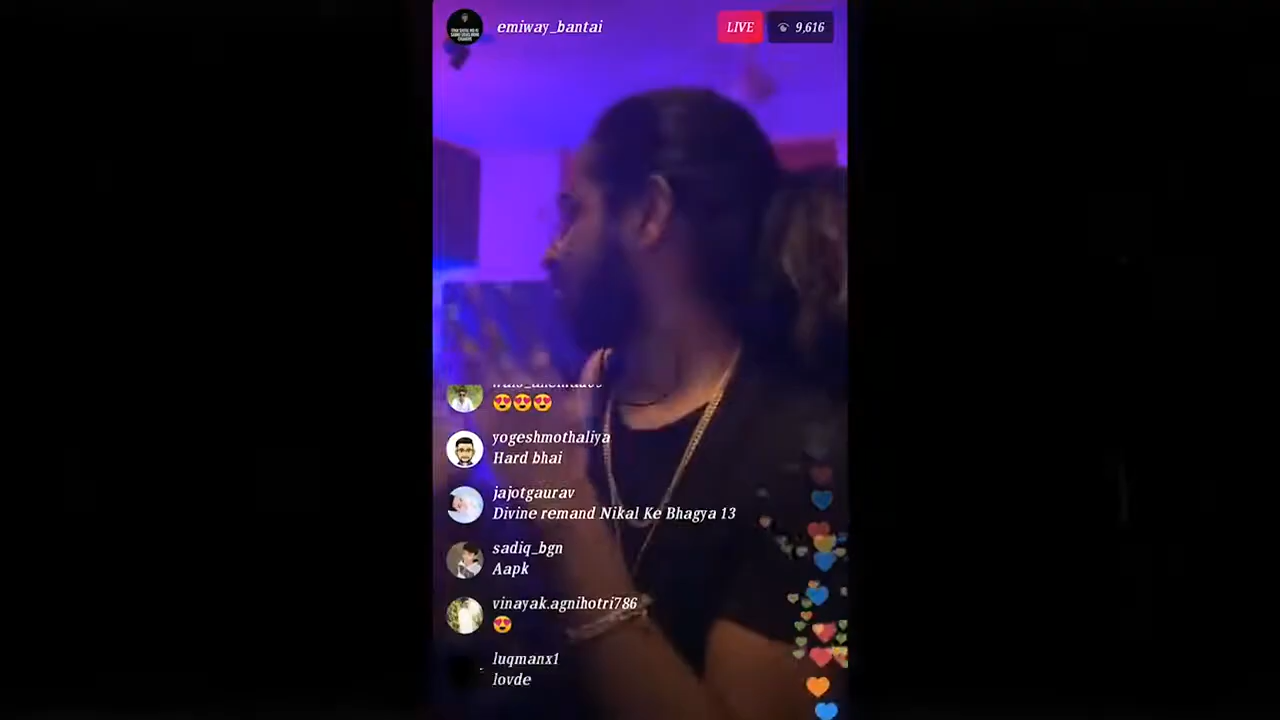 emiway_bantai
LIVE
9,616
😍😍😍
yogeshmothaliya
Hard bhai
jajotgaurav
Divine remand Nikal Ke Bhagya 13
sadiq_bgn
Aapk
vinayak.agnihotri786
😍
luqmanx1
lovde